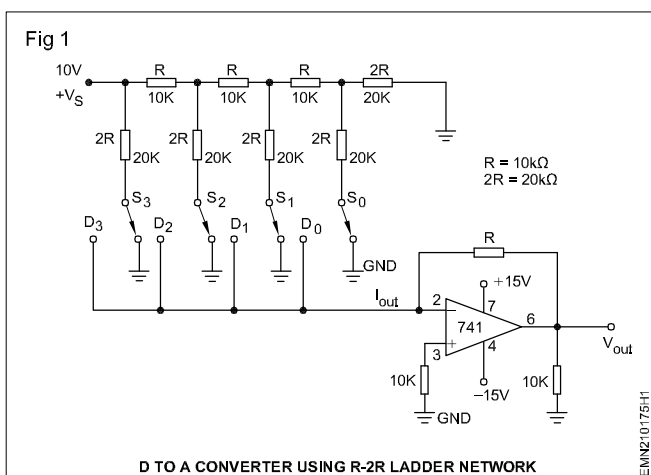 Fig 1
10V R R R 2R
+VS 10K 10K 10K 20K
2R 2R 2R 2R
20K 20K 20K 20K
R = 10kΩ
2R = 20kΩ
S3 S2 S1 S0
D3 D2 D1 D0
GND R
+15V
Iout 2 − 7
741 6
3 + 4 Vout
10K −15V 10K
GND
D TO A CONVERTER USING R-2R LADDER NETWORK
EMN210175H1